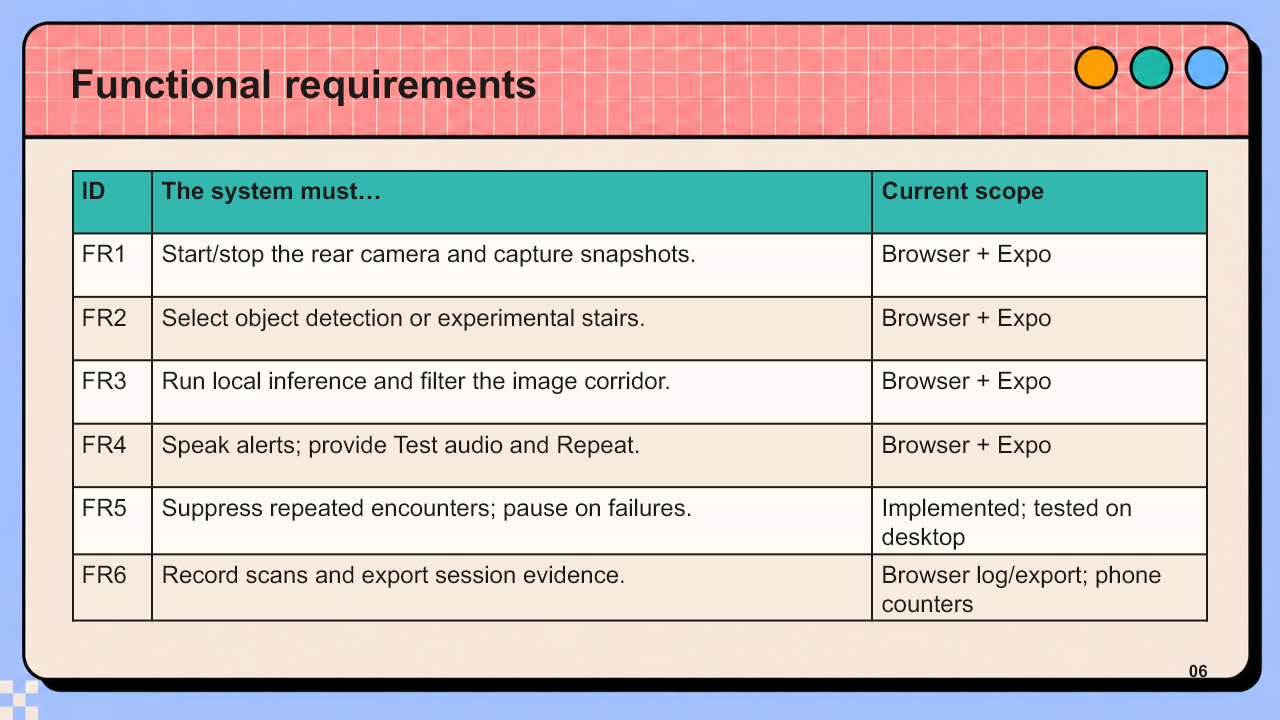 Functional requirements
ID The system must… Current scope
FR1 Start/stop the rear camera and capture snapshots. Browser + Expo
FR2 Select object detection or experimental stairs. Browser + Expo
FR3 Run local inference and filter the image corridor. Browser + Expo
FR4 Speak alerts; provide Test audio and Repeat. Browser + Expo
FR5 Suppress repeated encounters; pause on failures. Implemented; tested on
desktop
FR6 Record scans and export session evidence. Browser log/export; phone
counters
06